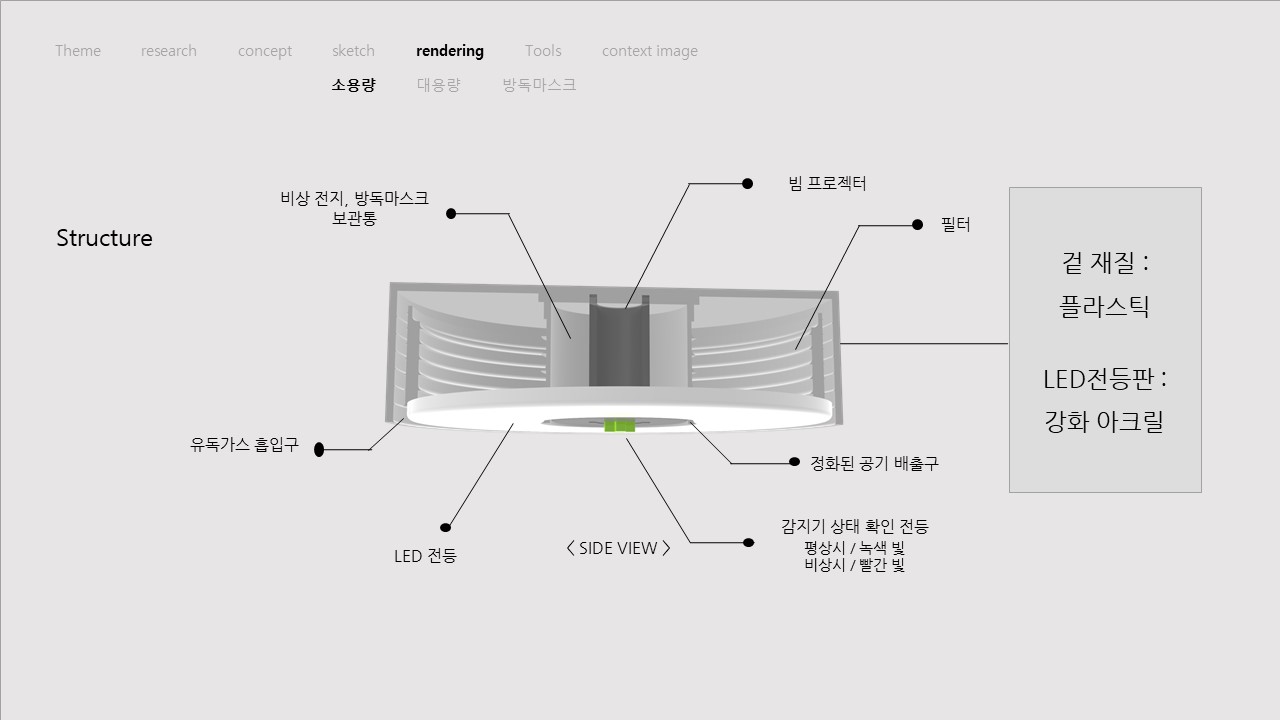 Theme research concept sketch rendering Tools context image
소용량 대용량 방독마스크
Structure
비상 전지, 방독마스크
보관통
빔 프로젝터
필터
겉 재질 :
플라스틱
LED전등판 :
강화 아크릴
유독가스 흡입구
정화된 공기 배출구
LED 전등
< SIDE VIEW >
감지기 상태 확인 전등
평상시 / 녹색 빛
비상시 / 빨간 빛